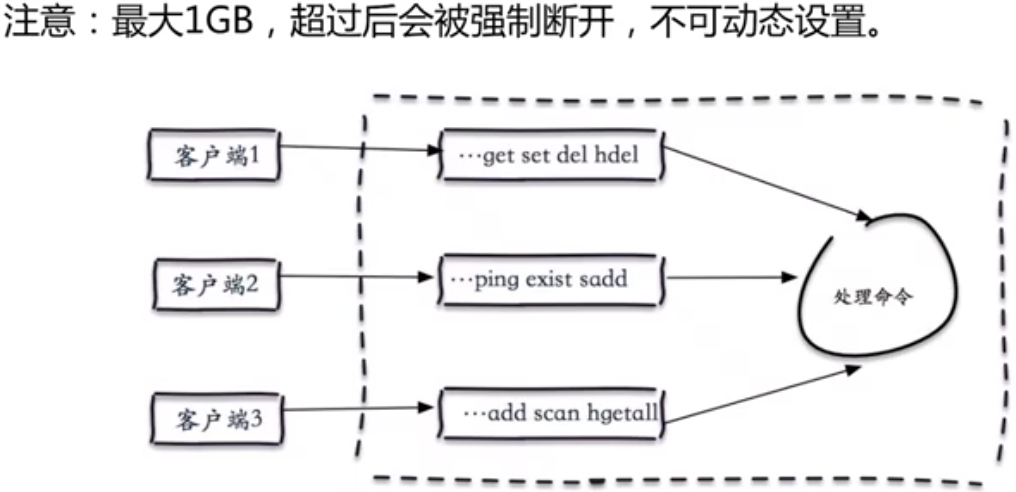 注意：最大1GB，超过后会被强制断开，不可动态设置。
客户端1
…get set del hdel
客户端2
…ping exist sadd
处理命令
客户端3
…add scan hgetall